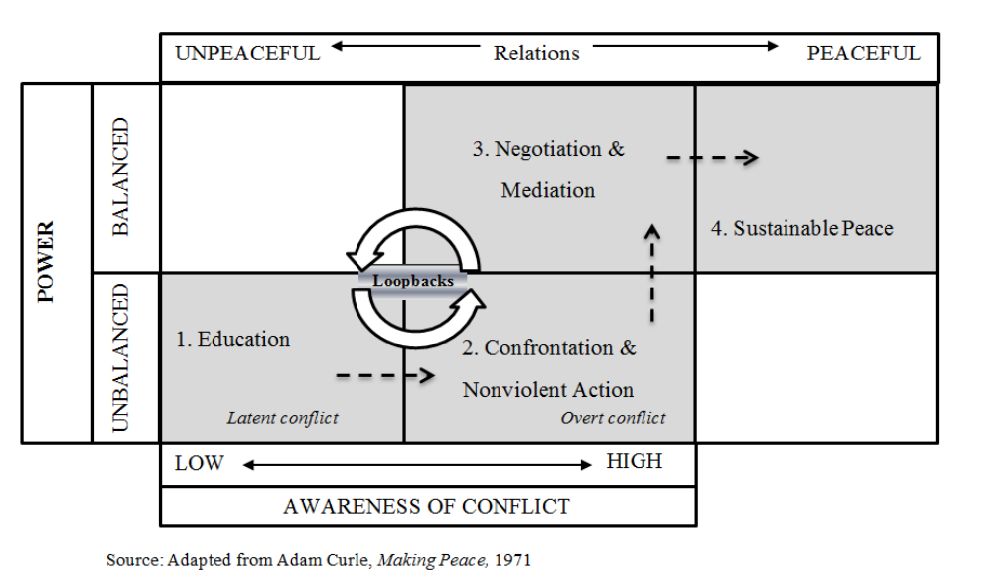 UNPEACEFUL Relations PEACEFUL
POWER
BALANCED
UNBALANCED
3. Negotiation &
Mediation
4. Sustainable Peace
Loopbacks
1. Education
2. Confrontation &
Nonviolent Action
Latent conflict
Overt conflict
LOW HIGH
AWARENESS OF CONFLICT
Source: Adapted from Adam Curle, Making Peace, 1971